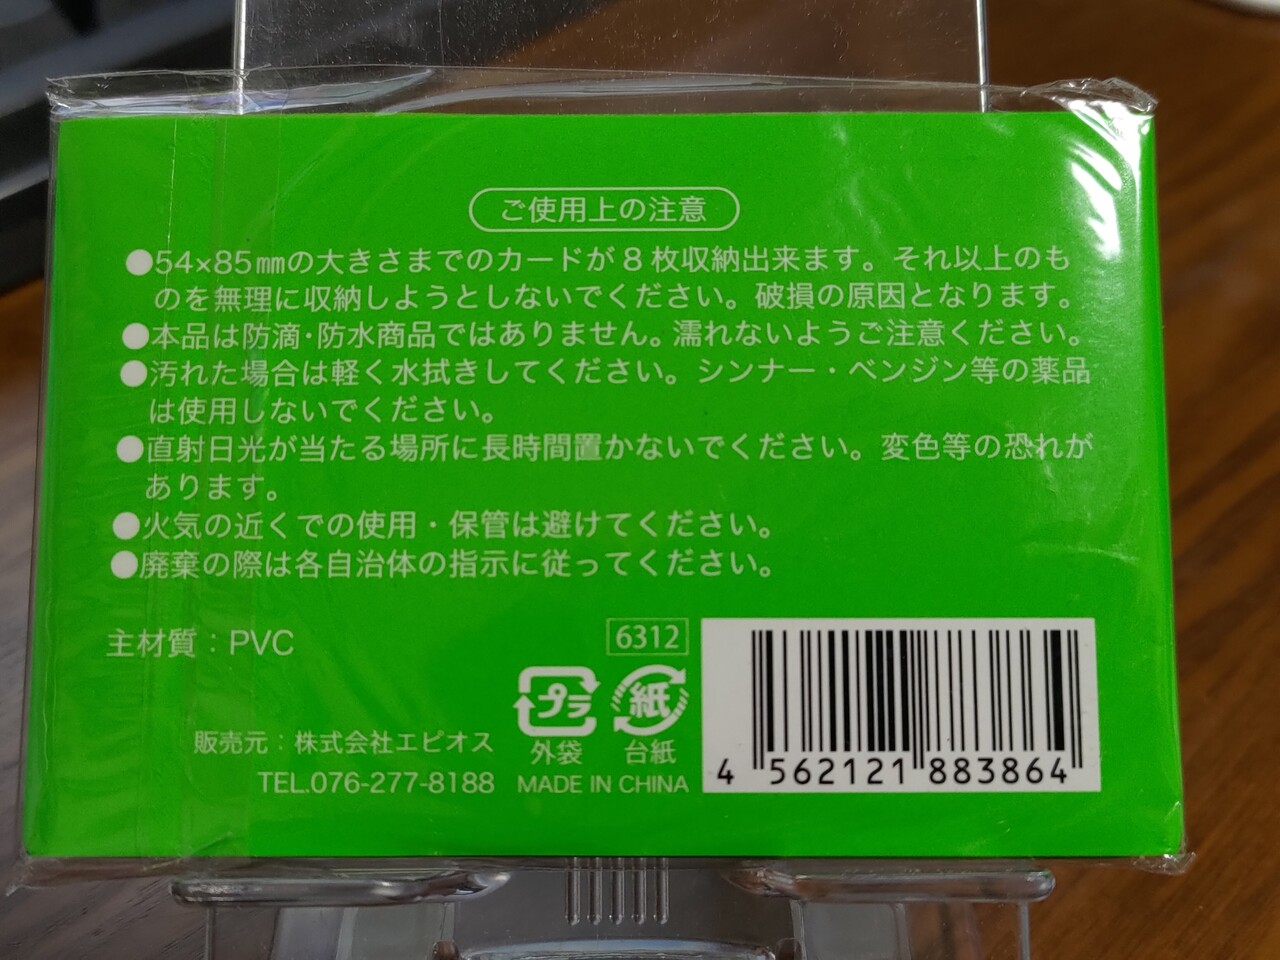 ご使用上の注意
●54×85㎜の大きさまでのカードが8枚収納出来ます。それ以上のも
のを無理に収納しようとしないでください。破損の原因となります。
●本品は防滴・防水商品ではありません。濡れないようご注意ください。
●汚れた場合は軽く水拭きしてください。シンナー・ベンジン等の薬品
は使用しないでください。
●直射日光が当たる場所に長時間置かないでください。変色等の恐れが
あります。
●火気の近くでの使用・保管は避けてください。
●廃棄の際は各自治体の指示に従ってください。
主材質：PVC
6312
プラ 紙
外袋 台紙
販売元：株式会社エピオス
TEL.076-277-8188
MADE IN CHINA
4 562121 883864